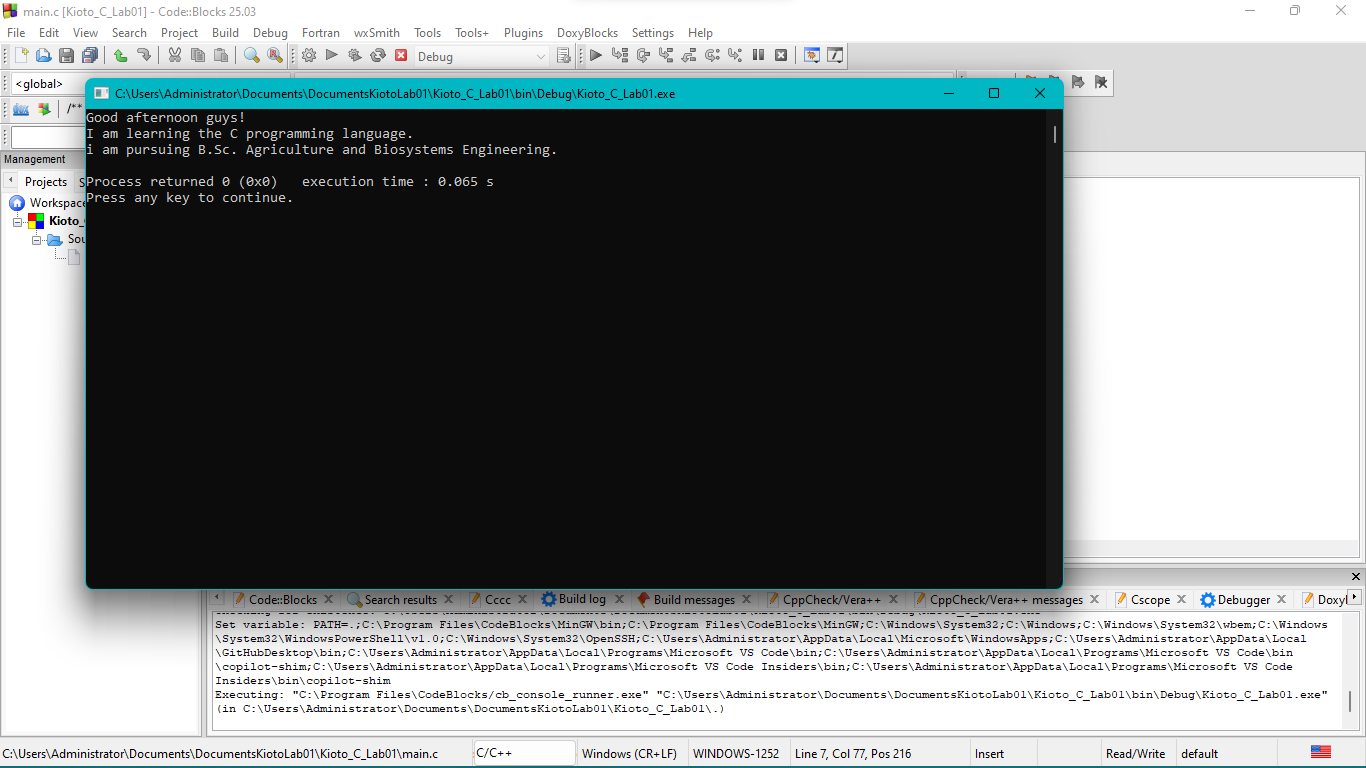 main.c [Kioto_C_Lab01] - Code::Blocks 25.03
File Edit View Search Project Build Debug Fortran wxSmith Tools Tools+ Plugins DoxyBlocks Settings Help
Debug
<global>
C:\Users\Administrator\Documents\DocumentsKiotoLab01\Kioto_C_Lab01\bin\Debug\Kioto_C_Lab01.exe
/**
Good afternoon guys!
I am learning the C programming language.
i am pursuing B.Sc. Agriculture and Biosystems Engineering.
Process returned 0 (0x0)   execution time : 0.065 s
Press any key to continue.
Management
Projects S
Workspace
Kioto_
Sou
Code::Blocks Search results Cccc Build log Build messages CppCheck/Vera++ CppCheck/Vera++ messages Cscope Debugger Doxyl
Set variable: PATH=.;C:\Program Files\CodeBlocks\MinGW\bin;C:\Program Files\CodeBlocks\MinGW;C:\Windows\System32;C:\Windows;C:\Windows\System32\wbem;C:\Windows
\System32\WindowsPowerShell\v1.0;C:\Windows\System32\OpenSSH;C:\Users\Administrator\AppData\Local\Microsoft\WindowsApps;C:\Users\Administrator\AppData\Local
\GitHubDesktop\bin;C:\Users\Administrator\AppData\Local\Programs\Microsoft VS Code\bin;C:\Users\Administrator\AppData\Local\Programs\Microsoft VS Code\bin
\copilot-shim;C:\Users\Administrator\AppData\Local\Programs\Microsoft VS Code Insiders\bin;C:\Users\Administrator\AppData\Local\Programs\Microsoft VS Code
Insiders\bin\copilot-shim
Executing: "C:\Program Files\CodeBlocks/cb_console_runner.exe" "C:\Users\Administrator\Documents\DocumentsKiotoLab01\Kioto_C_Lab01\bin\Debug\Kioto_C_Lab01.exe"
(in C:\Users\Administrator\Documents\DocumentsKiotoLab01\Kioto_C_Lab01\.)
C:\Users\Administrator\Documents\DocumentsKiotoLab01\Kioto_C_Lab01\main.c C/C++ Windows (CR+LF) WINDOWS-1252 Line 7, Col 77, Pos 216 Insert Read/Write default